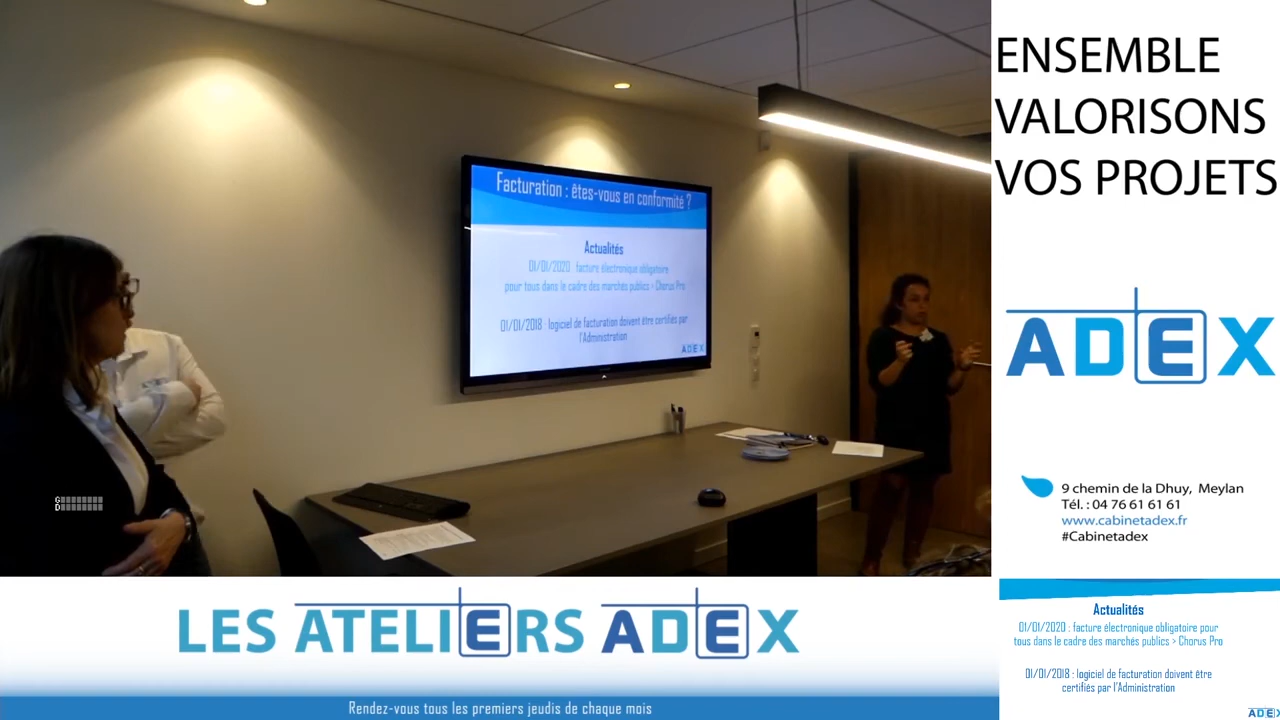 Facturation : êtes-vous en conformité ?
Actualités
01/01/2020 facture électronique obligatoire
pour tous dans le cadre des marchés publics > Chorus Pro
01/01/2018 : logiciel de facturation doivent être certifiés par
l'Administration
ADEX
G
D
ENSEMBLE
VALORISONS
VOS PROJETS
ADEX
9 chemin de la Dhuy, Meylan
Tél. : 04 76 61 61 61
www.cabinetadex.fr
#Cabinetadex
LES ATELIERS ADEX
Rendez-vous tous les premiers jeudis de chaque mois
Actualités
01/01/2020 : facture électronique obligatoire pour
tous dans le cadre des marchés publics > Chorus Pro
01/01/2018 : logiciel de facturation doivent être
certifiés par l'Administration
ADEX